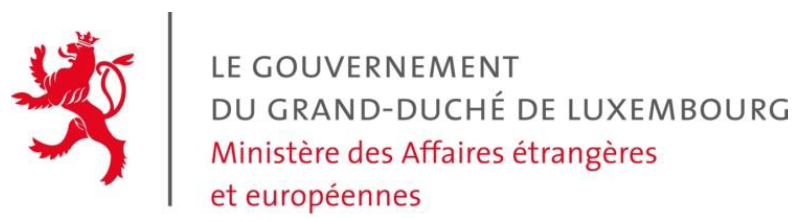 LE GOUVERNEMENT
DU GRAND-DUCHÉ DE LUXEMBOURG
Ministère des Affaires étrangères
et européennes